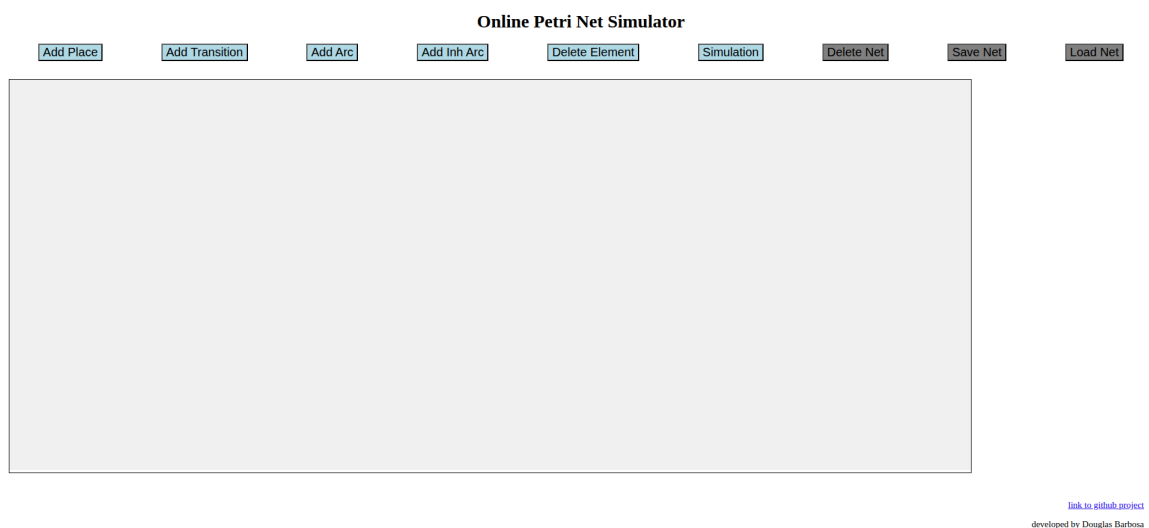 Online Petri Net Simulator
Add Place Add Transition Add Arc Add Inh Arc Delete Element Simulation Delete Net Save Net Load Net
link to github project
developed by Douglas Barbosa